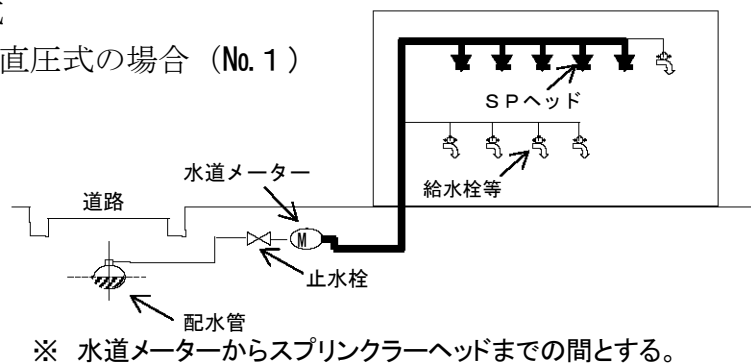 直圧式の場合（№.１）
ＳＰヘッド
水道メーター
給水栓等
道路
M
止水栓
配水管
※　水道メーターからスプリンクラーヘッドまでの間とする。